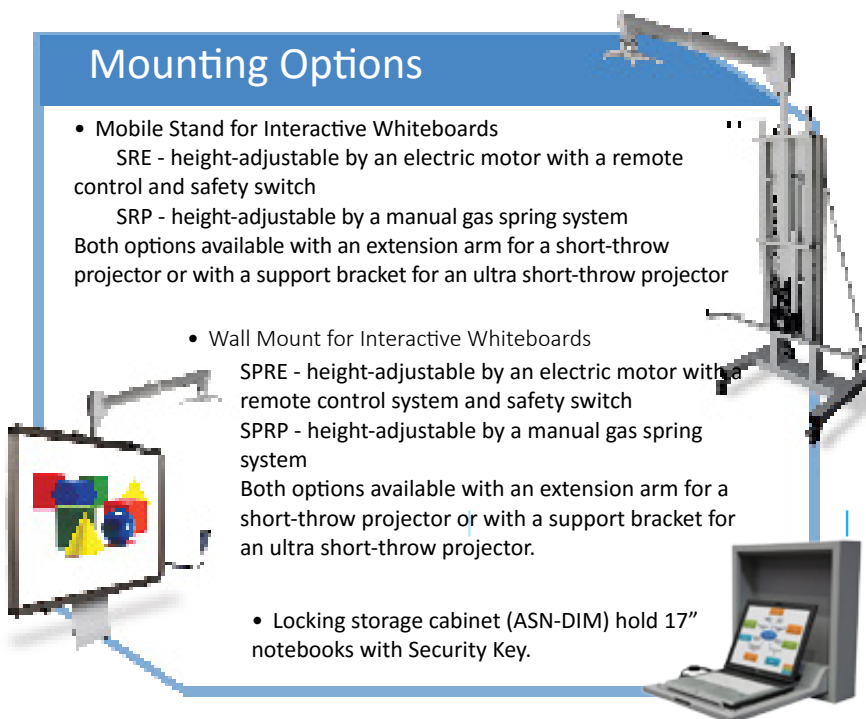 Mounting Options
• Mobile Stand for Interactive Whiteboards
SRE - height-adjustable by an electric motor with a remote
control and safety switch
SRP - height-adjustable by a manual gas spring system
Both options available with an extension arm for a short-throw
projector or with a support bracket for an ultra short-throw projector
• Wall Mount for Interactive Whiteboards
SPRE - height-adjustable by an electric motor with a
remote control system and safety switch
SPRP - height-adjustable by a manual gas spring
system
Both options available with an extension arm for a
short-throw projector or with a support bracket for
an ultra short-throw projector.
• Locking storage cabinet (ASN-DIM) hold 17”
notebooks with Security Key.